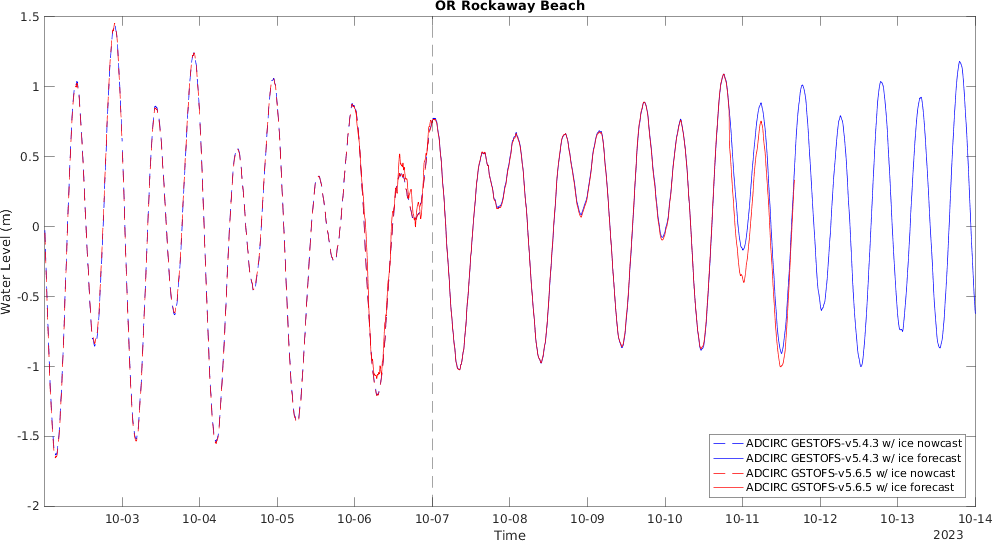 OR Rockaway Beach
1.5
1
0.5
0
-0.5
-1
-1.5
-2
Water Level (m)
10-03 10-04 10-05 10-06 10-07 10-08 10-09 10-10 10-11 10-12 10-13 10-14
Time
2023
ADCIRC GESTOFS-v5.4.3 w/ ice nowcast
ADCIRC GESTOFS-v5.4.3 w/ ice forecast
ADCIRC GSTOFS-v5.6.5 w/ ice nowcast
ADCIRC GSTOFS-v5.6.5 w/ ice forecast